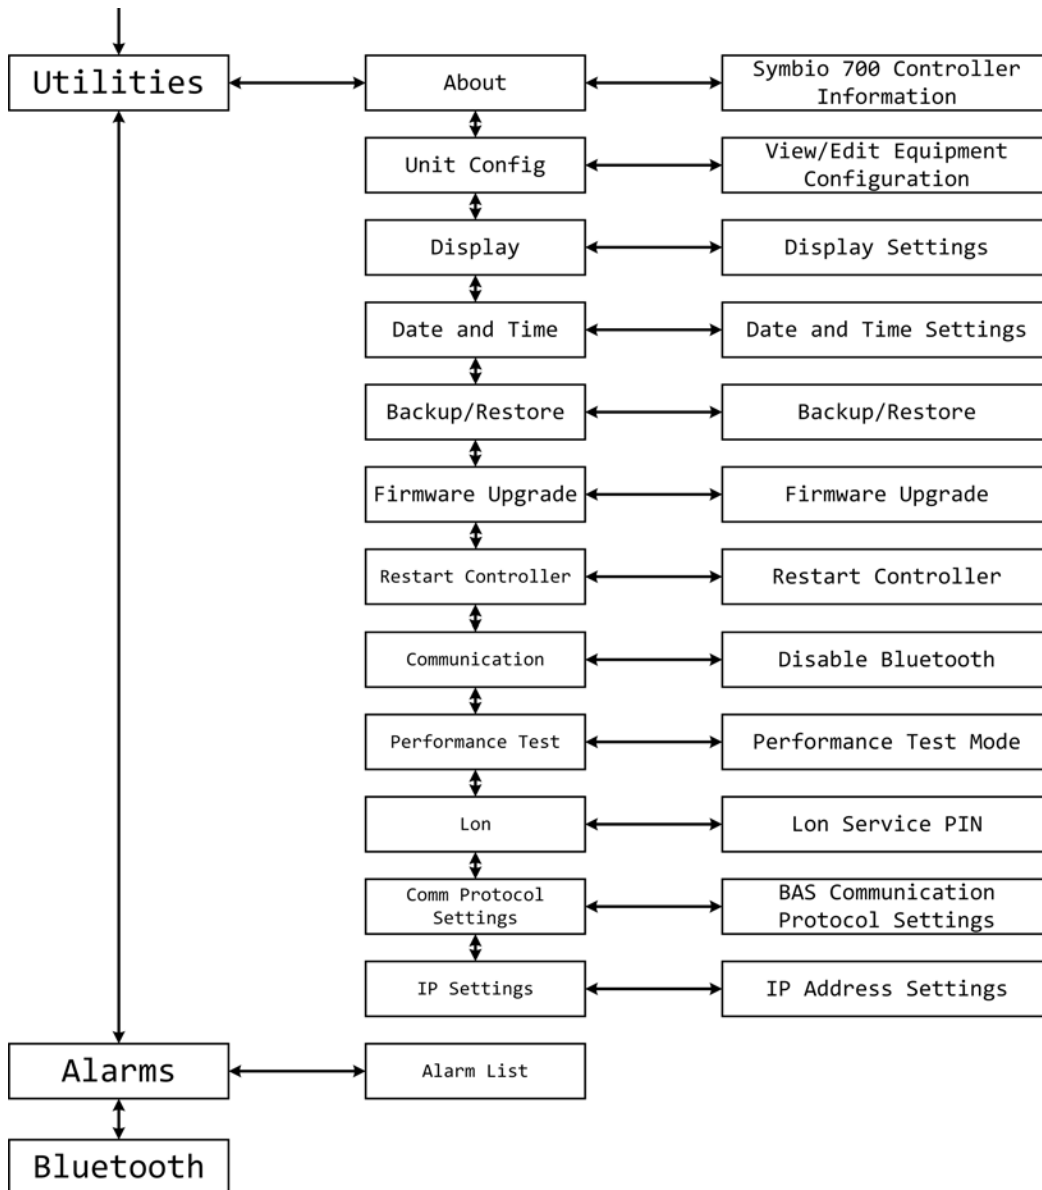 Utilities
About
Symbio 700 Controller
Information
Unit Config
View/Edit Equipment
Configuration
Display
Display Settings
Date and Time
Date and Time Settings
Backup/Restore
Backup/Restore
Firmware Upgrade
Firmware Upgrade
Restart Controller
Restart Controller
Communication
Disable Bluetooth
Performance Test
Performance Test Mode
Lon
Lon Service PIN
Comm Protocol
Settings
BAS Communication
Protocol Settings
IP Settings
IP Address Settings
Alarms
Alarm List
Bluetooth